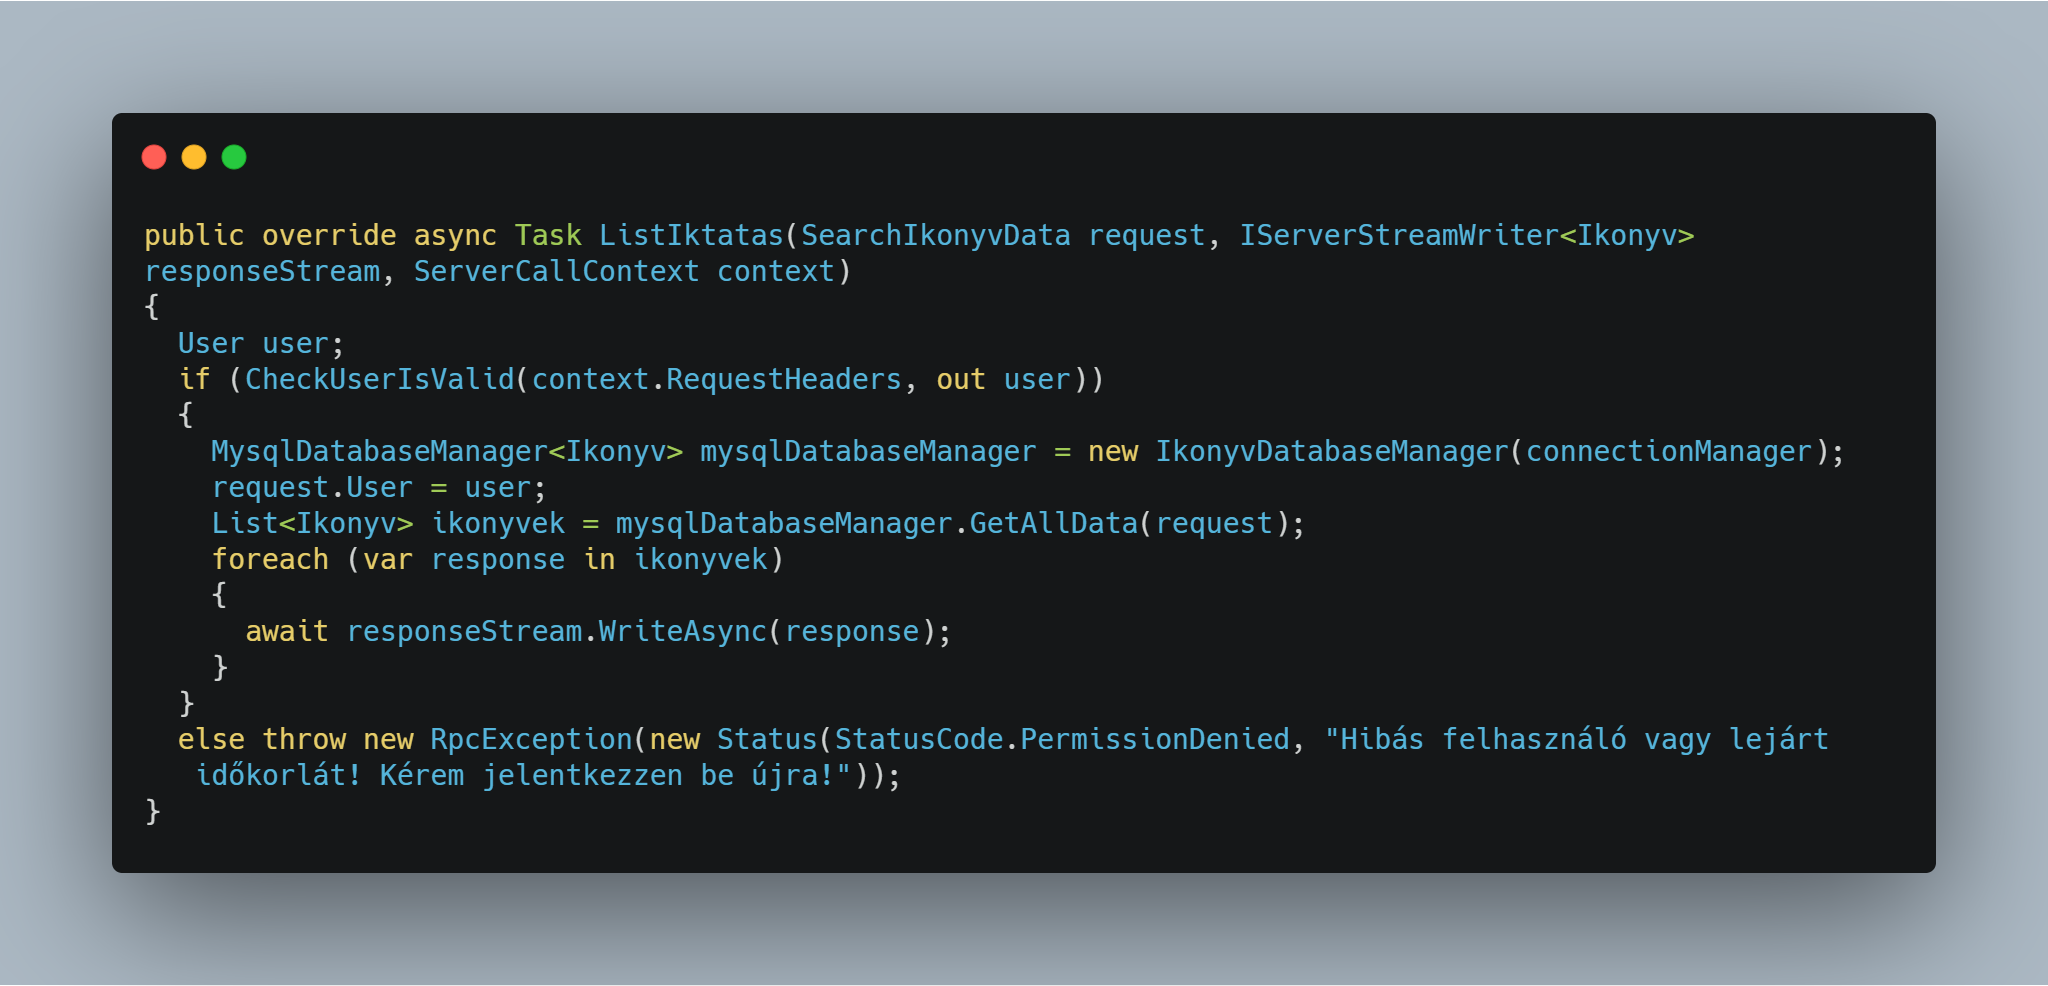 public override async Task ListIktatas(SearchIkonyvData request, IServerStreamWriter<Ikonyv>
responseStream, ServerCallContext context)
{
  User user;
  if (CheckUserIsValid(context.RequestHeaders, out user))
  {
    MysqlDatabaseManager<Ikonyv> mysqlDatabaseManager = new IkonyvDatabaseManager(connectionManager);
    request.User = user;
    List<Ikonyv> ikonyvek = mysqlDatabaseManager.GetAllData(request);
    foreach (var response in ikonyvek)
    {
      await responseStream.WriteAsync(response);
    }
  }
  else throw new RpcException(new Status(StatusCode.PermissionDenied, "Hibás felhasználó vagy lejárt
   időkorlát! Kérem jelentkezzen be újra!"));
}